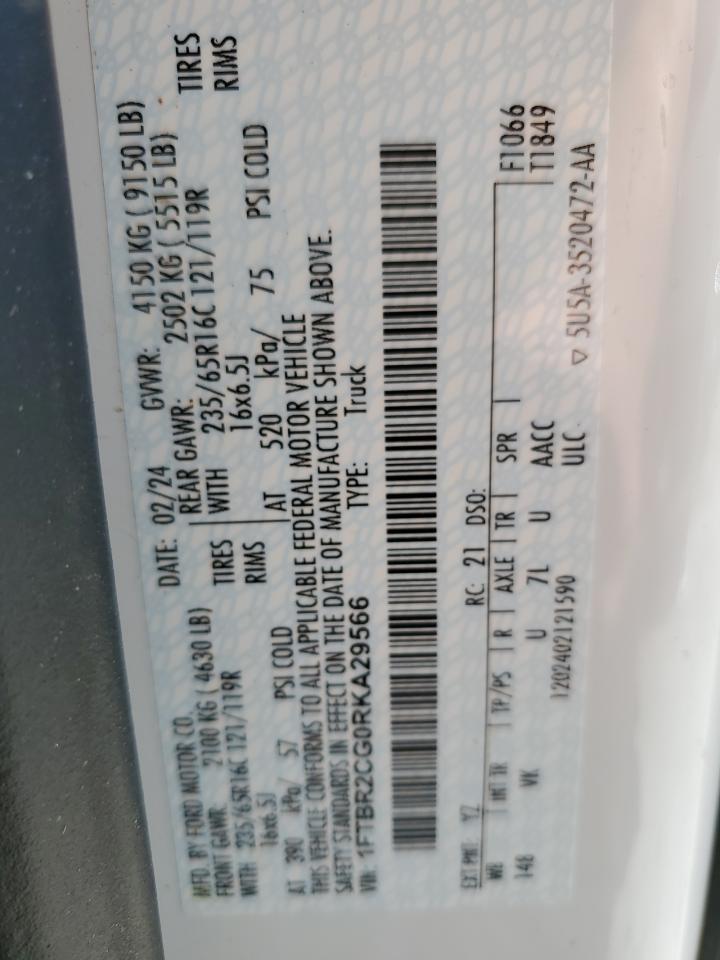 MFD. BY FORD MOTOR CO.
DATE: 02/24 GVWR: 4150 KG ( 9150 LB)
FRONT GAWR: 2100 KG ( 4630 LB) REAR GAWR: 2502 KG ( 5515 LB)
WITH 235/65R16C 121/119R TIRES WITH 235/65R16C 121/119R TIRES
16x6.5J RIMS 16x6.5J RIMS
AT 390 kPa/ 57 PSI COLD AT 520 kPa/ 75 PSI COLD
THIS VEHICLE CONFORMS TO ALL APPLICABLE FEDERAL MOTOR VEHICLE
SAFETY STANDARDS IN EFFECT ON THE DATE OF MANUFACTURE SHOWN ABOVE.
VIN: 1FTBR2CG0RKA29566 TYPE: Truck
EXT PNT: YZ RC: 21 DSO:
WB INT TR TP/PS R AXLE TR SPR F1066
148 VK U 7L U AACC T1849
ULC
1202402121590 ▽ 5U5A-3520472-AA